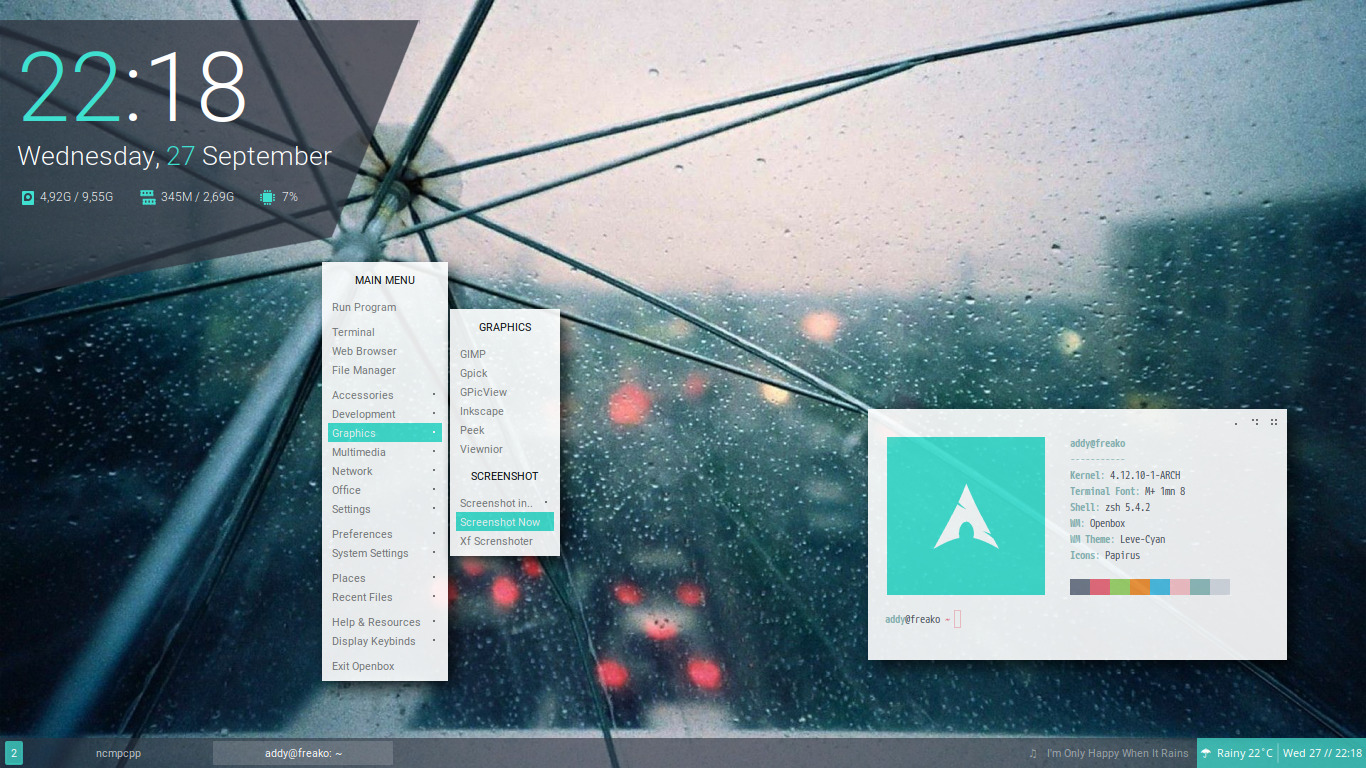 22:18
Wednesday, 27 September
4,92G / 9,55G 345M / 2,69G 7%
MAIN MENU
Run Program
Terminal
Web Browser
File Manager
Accessories
Development
Graphics
Multimedia
Network
Office
Settings
Preferences
System Settings
Places
Recent Files
Help & Resources
Display Keybinds
Exit Openbox
GRAPHICS
GIMP
Gpick
GPicView
Inkscape
Peek
Viewnior
SCREENSHOT
Screenshot in..
Screenshot Now
Xf Screnshoter
addy@freako
-----------
Kernel: 4.12.10-1-ARCH
Terminal Font: M+ 1mn 8
Shell: zsh 5.4.2
WM: Openbox
WM Theme: Leve-Cyan
Icons: Papirus
addy@freako ~
2 ncmpcpp addy@freako: ~ ♫ I'm Only Happy When It Rains ☂ Rainy 22˚C Wed 27 // 22:18